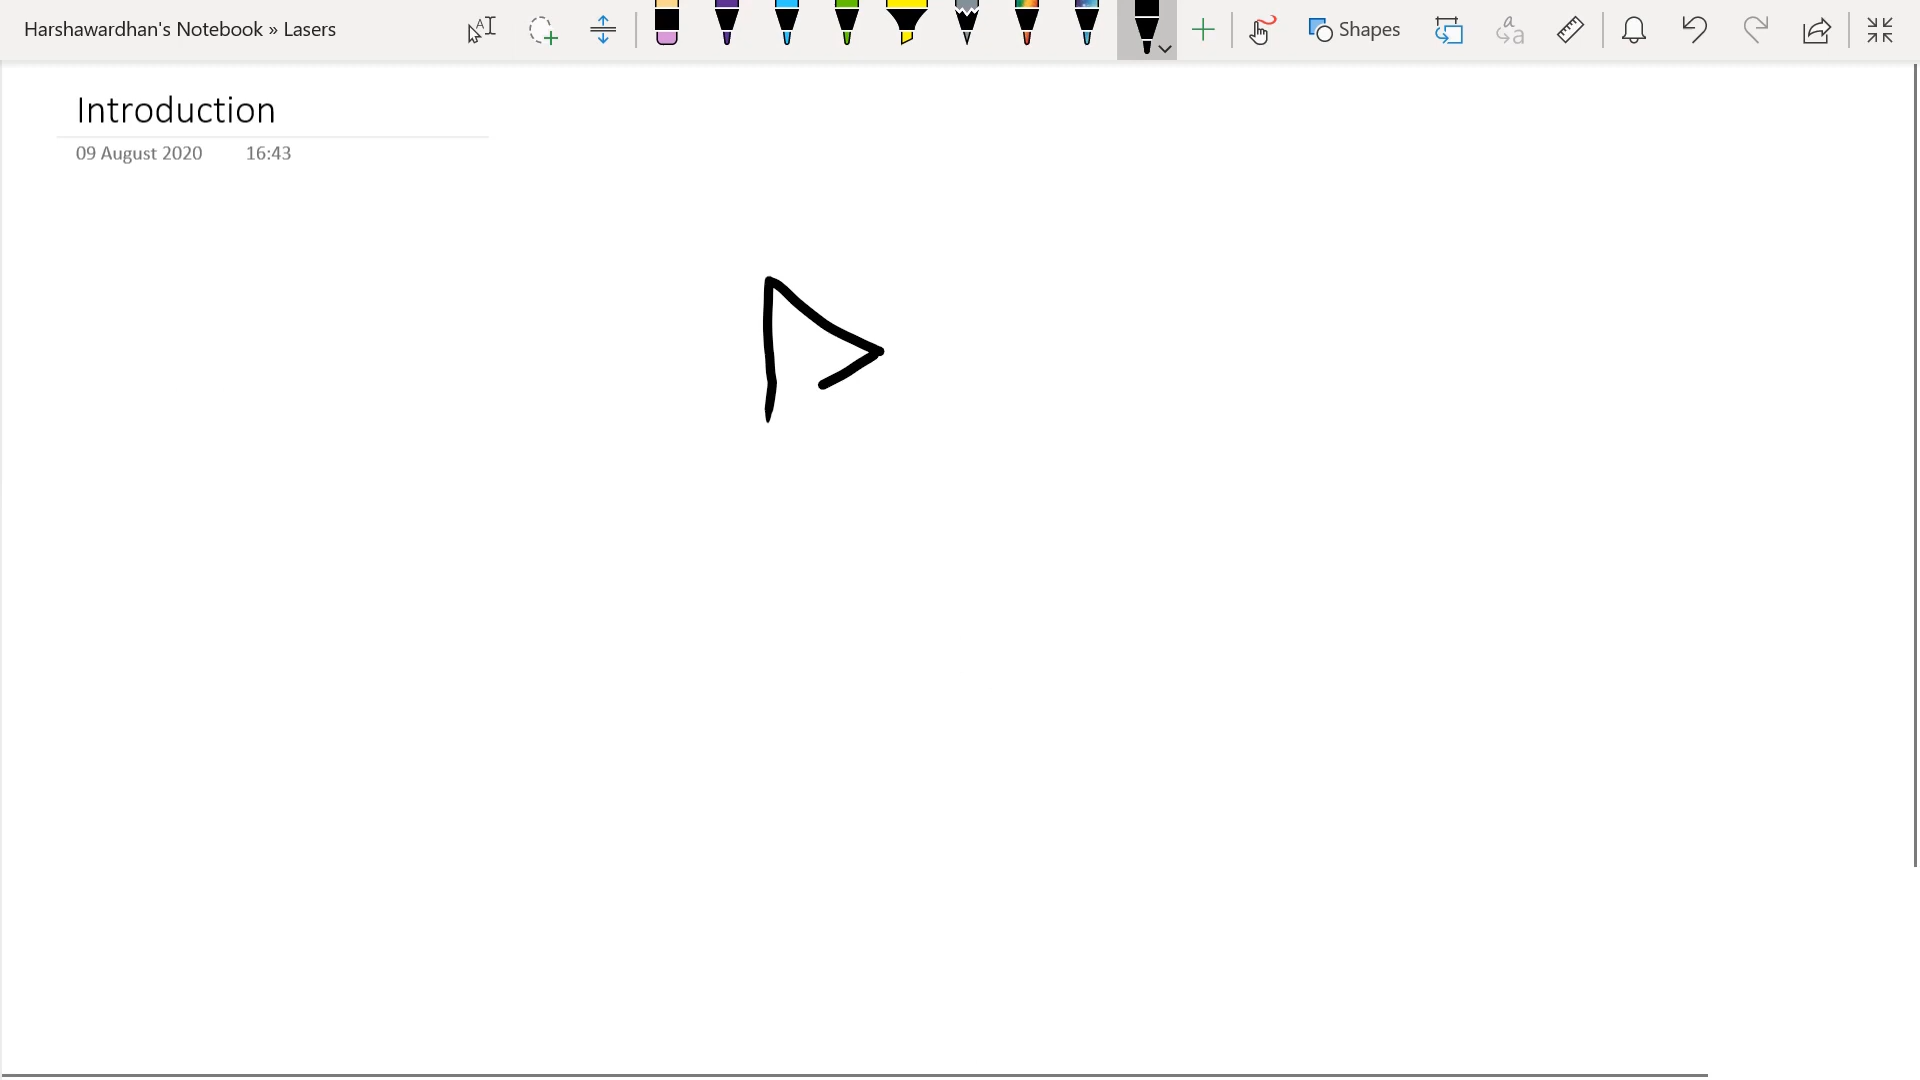 Harshawardhan's Notebook » Lasers
Shapes
Introduction
09 August 2020 16:43